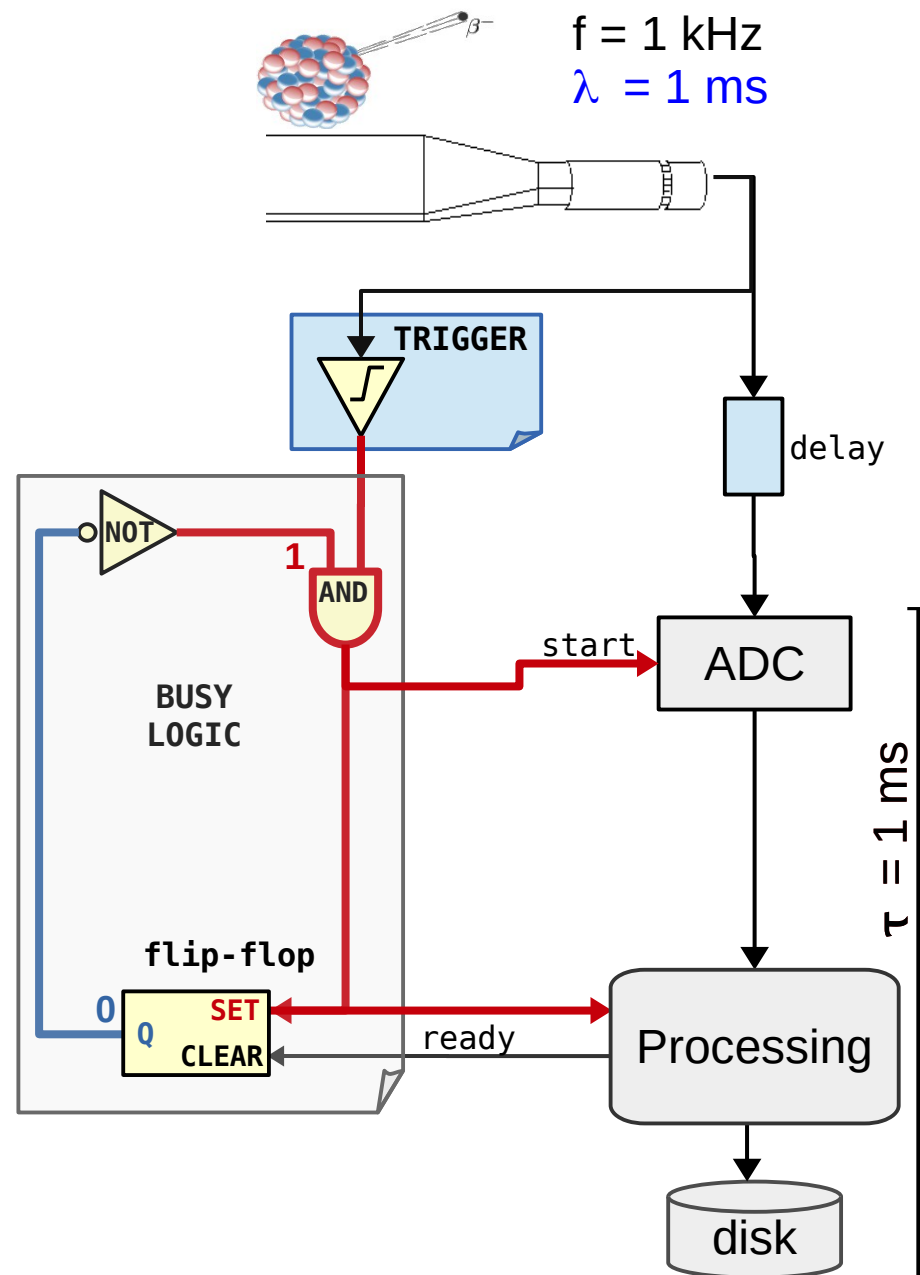 β⁻
f = 1 kHz
λ = 1 ms
TRIGGER
delay
NOT
1
AND
start
ADC
BUSY
LOGIC
τ = 1 ms
flip-flop
0
SET
Q
CLEAR
ready
Processing
disk